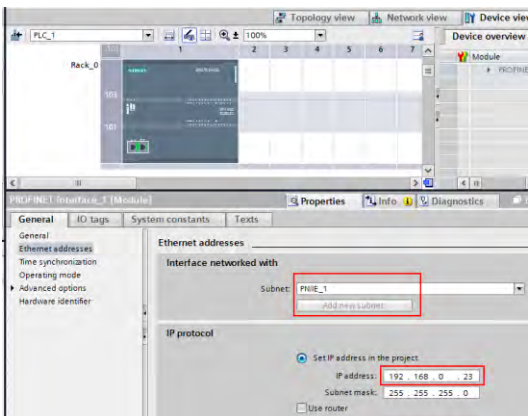 Topology view Network view Device view
PLC_1 100% Device overview
1 2 3 4 5 6 7 Module
Rack_0 PROFINE
SIEMENS
103
101
PROFINET Interface_1 [Module] Properties Info Diagnostics
General IO tags System constants Texts
General
Ethernet addresses
Time synchronization
Operating mode
Advanced options
Hardware identifier
Ethernet addresses
Interface networked with
Subnet: PN/IE_1
Add new subnet
IP protocol
Set IP address in the project
IP address: 192 . 168 . 0 . 23
Subnet mask: 255 . 255 . 255 . 0
Use router